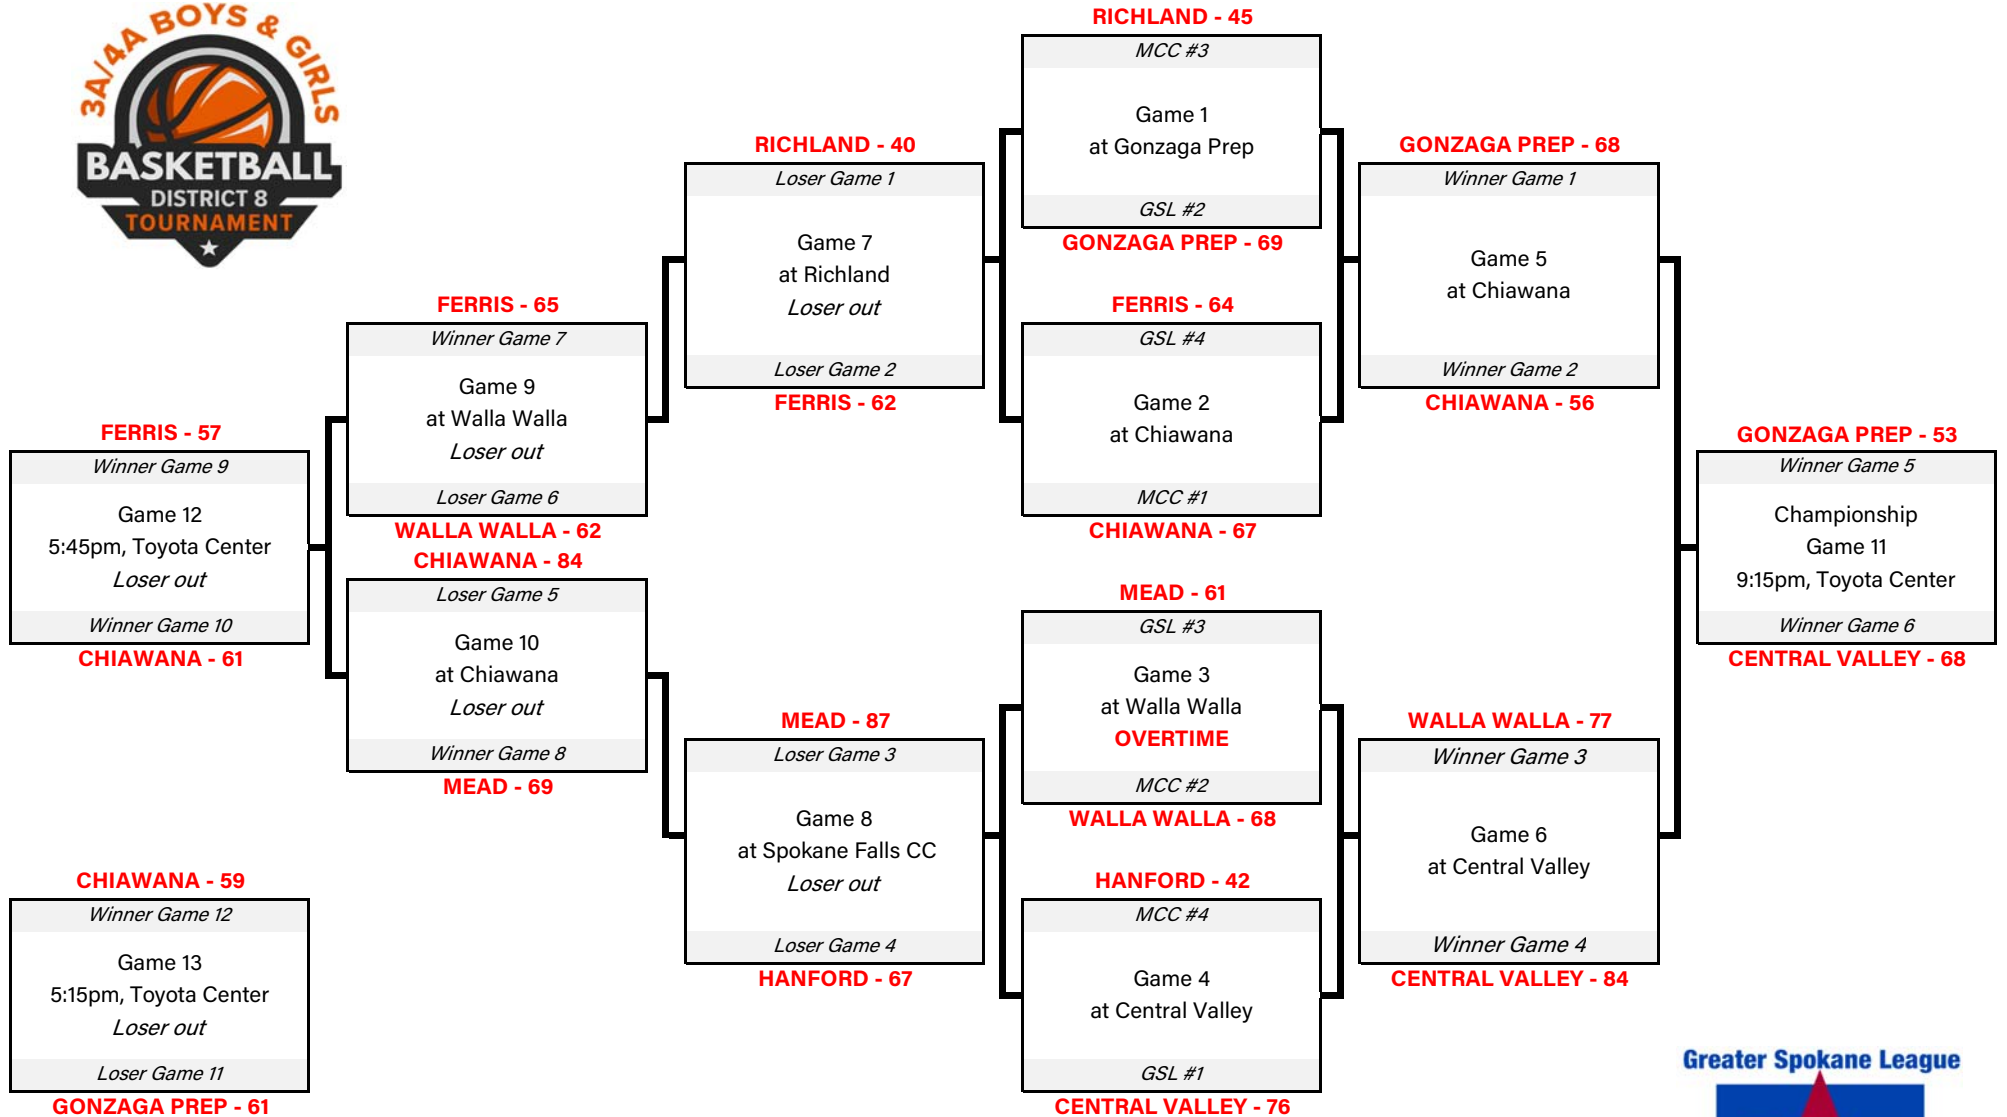 3A/4A BOYS & GIRLS
BASKETBALL
DISTRICT 8
TOURNAMENT
FERRIS - 57
Winner Game 9
Game 12
5:45pm, Toyota Center
Loser out
Winner Game 10
CHIAWANA - 61
CHIAWANA - 59
Winner Game 12
Game 13
5:15pm, Toyota Center
Loser out
Loser Game 11
GONZAGA PREP - 61
FERRIS - 65
Winner Game 7
Game 9
at Walla Walla
Loser out
Loser Game 6
WALLA WALLA - 62
CHIAWANA - 84
Loser Game 5
Game 10
at Chiawana
Loser out
Winner Game 8
MEAD - 69
RICHLAND - 40
Loser Game 1
Game 7
at Richland
Loser out
Loser Game 2
FERRIS - 62
MEAD - 87
Loser Game 3
Game 8
at Spokane Falls CC
Loser out
Loser Game 4
HANFORD - 67
RICHLAND - 45
MCC #3
Game 1
at Gonzaga Prep
GSL #2
GONZAGA PREP - 69
FERRIS - 64
GSL #4
Game 2
at Chiawana
MCC #1
CHIAWANA - 67
MEAD - 61
GSL #3
Game 3
at Walla Walla
OVERTIME
MCC #2
WALLA WALLA - 68
HANFORD - 42
MCC #4
Game 4
at Central Valley
GSL #1
CENTRAL VALLEY - 76
GONZAGA PREP - 68
Winner Game 1
Game 5
at Chiawana
Winner Game 2
CHIAWANA - 56
WALLA WALLA - 77
Winner Game 3
Game 6
at Central Valley
Winner Game 4
CENTRAL VALLEY - 84
GONZAGA PREP - 53
Winner Game 5
Championship
Game 11
9:15pm, Toyota Center
Winner Game 6
CENTRAL VALLEY - 68
Greater Spokane League